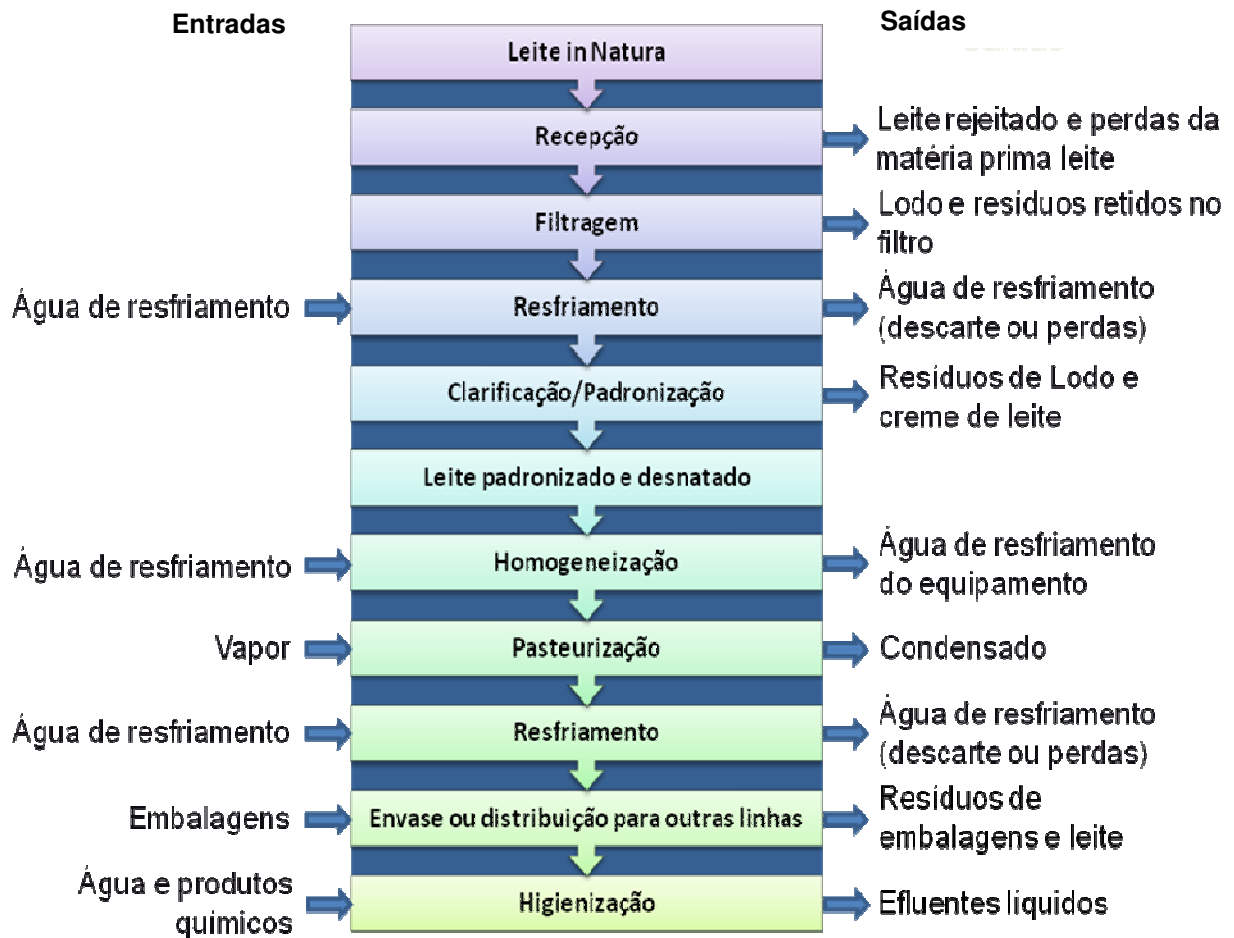 Entradas
Saídas
Leite in Natura
Recepção
Leite rejeitado e perdas da
matéria prima leite
Filtragem
Lodo e resíduos retidos no
filtro
Água de resfriamento
Resfriamento
Água de resfriamento
(descarte ou perdas)
Clarificação/Padronização
Resíduos de Lodo e
creme de leite
Leite padronizado e desnatado
Água de resfriamento
Homogeneização
Água de resfriamento
do equipamento
Vapor
Pasteurização
Condensado
Água de resfriamento
Resfriamento
Água de resfriamento
(descarte ou perdas)
Embalagens
Envase ou distribuição para outras linhas
Resíduos de
embalagens e leite
Água e produtos
químicos
Higienização
Efluentes líquidos